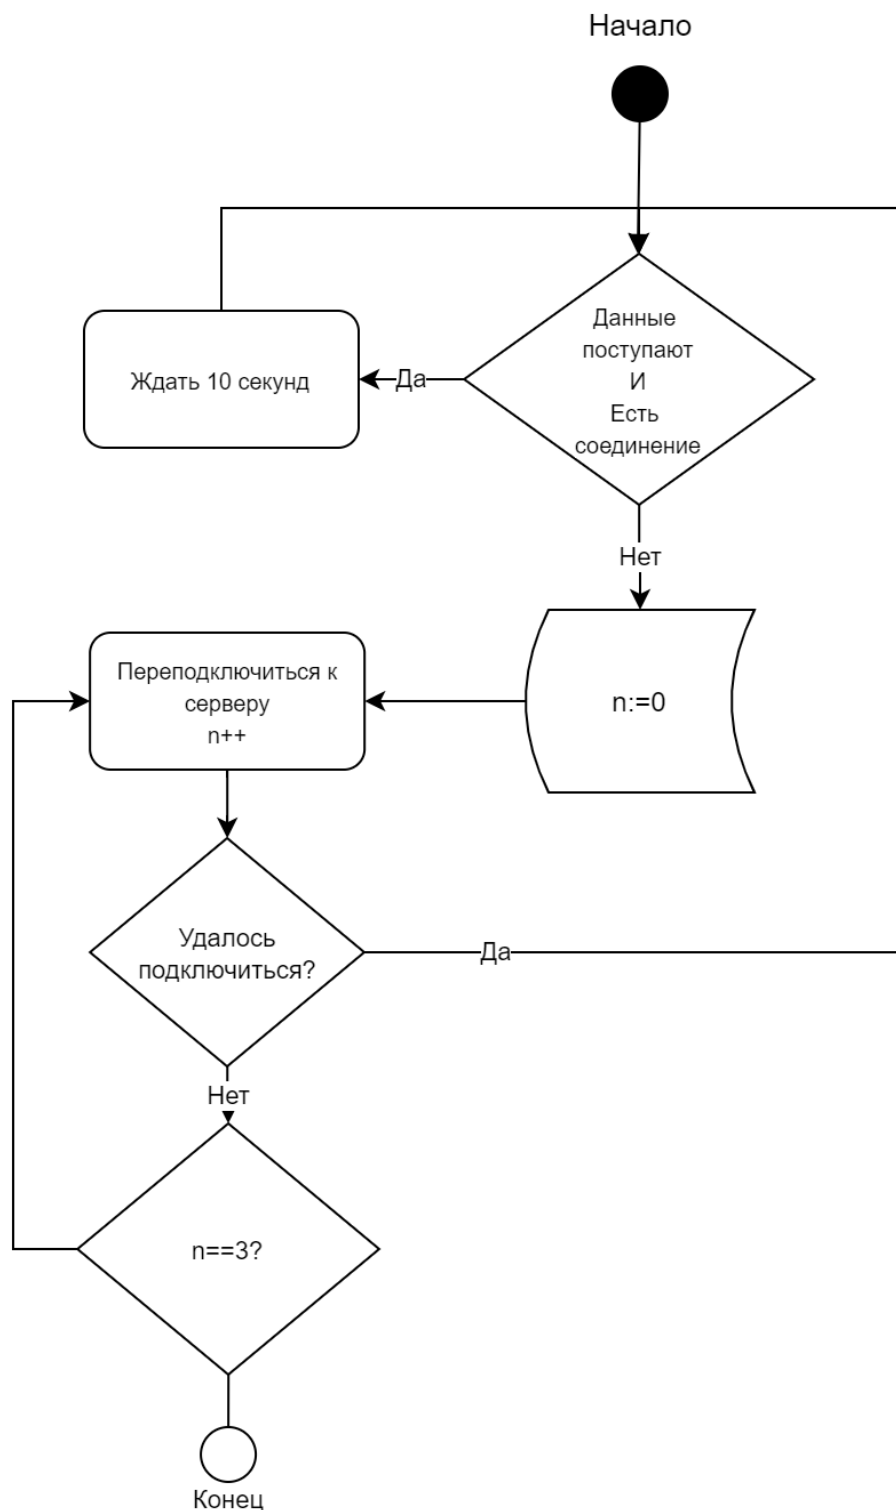 Начало
Данные
поступают
И
Есть
соединение
Да
Ждать 10 секунд
Нет
n:=0
Переподключиться к
серверу
n++
Удалось
подключиться?
Да
Нет
n==3?
Конец